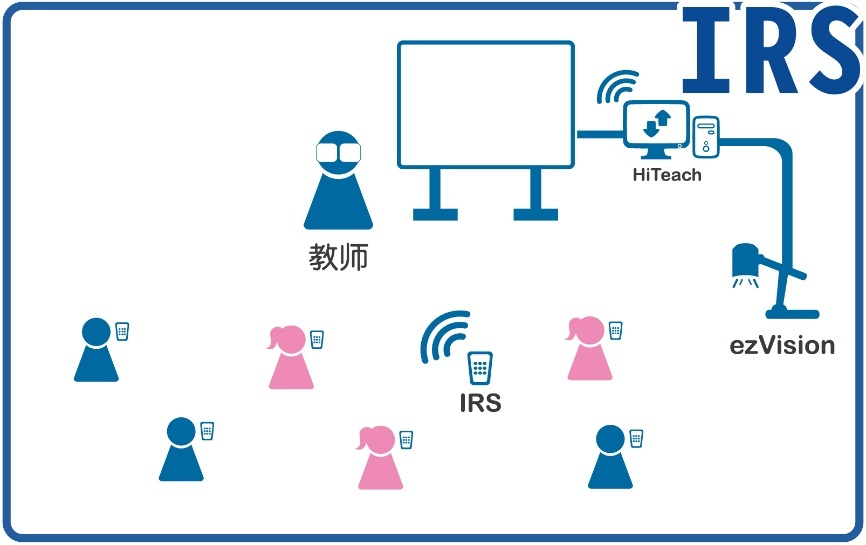 IRS
HiTeach
教师
ezVision
IRS